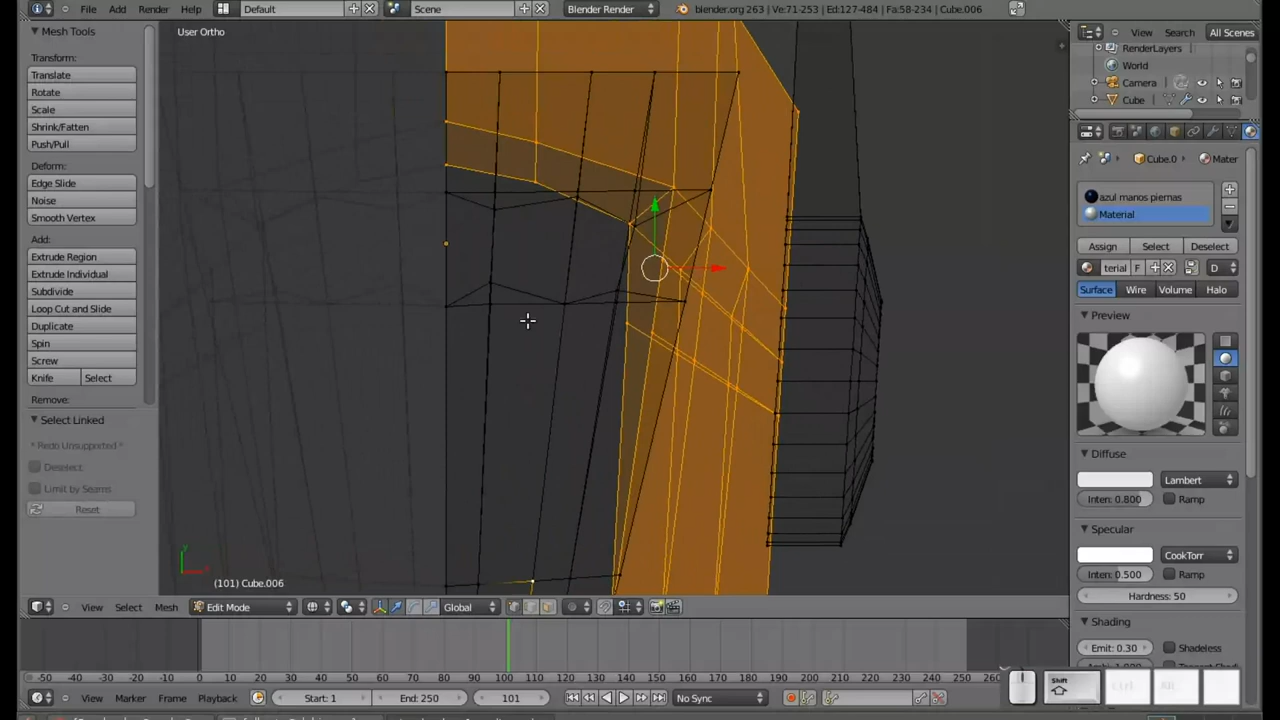 File Add Render Help Default Scene Blender Render blender.org 263 | Ve:71-253 | Ed:127-484 | Fa:58-234 | Cube.006
Mesh Tools
Transform:
Translate
Rotate
Scale
Shrink/Fatten
Push/Pull
Deform:
Edge Slide
Noise
Smooth Vertex
Add:
Extrude Region
Extrude Individual
Subdivide
Loop Cut and Slide
Duplicate
Spin
Screw
Knife Select
Remove:
Select Linked
* Redo Unsupported *
Deselect
Limit by Seams
Reset
User Ortho
(101) Cube.006
View Select Mesh Edit Mode Global
View Search All Scenes
RenderLayers
World
Camera
Cube
Cube.0 Mater
azul manos piernas
Material
Assign Select Deselect
terial F D
Surface Wire Volume Halo
Preview
Diffuse
Lambert
Inten: 0.800 Ramp
Specular
CookTorr
Inten: 0.500 Ramp
Hardness: 50
Shading
Emit: 0.30 Shadeless
-50 -40 -30 -20 -10 0 10 20 30 40 50 60 70 80 90 100 110 120 130 140 150 160 170 180 190 200 210 220 230 240 250 260
View Marker Frame Playback Start: 1 End: 250 101 No Sync
Shift Ctrl Alt